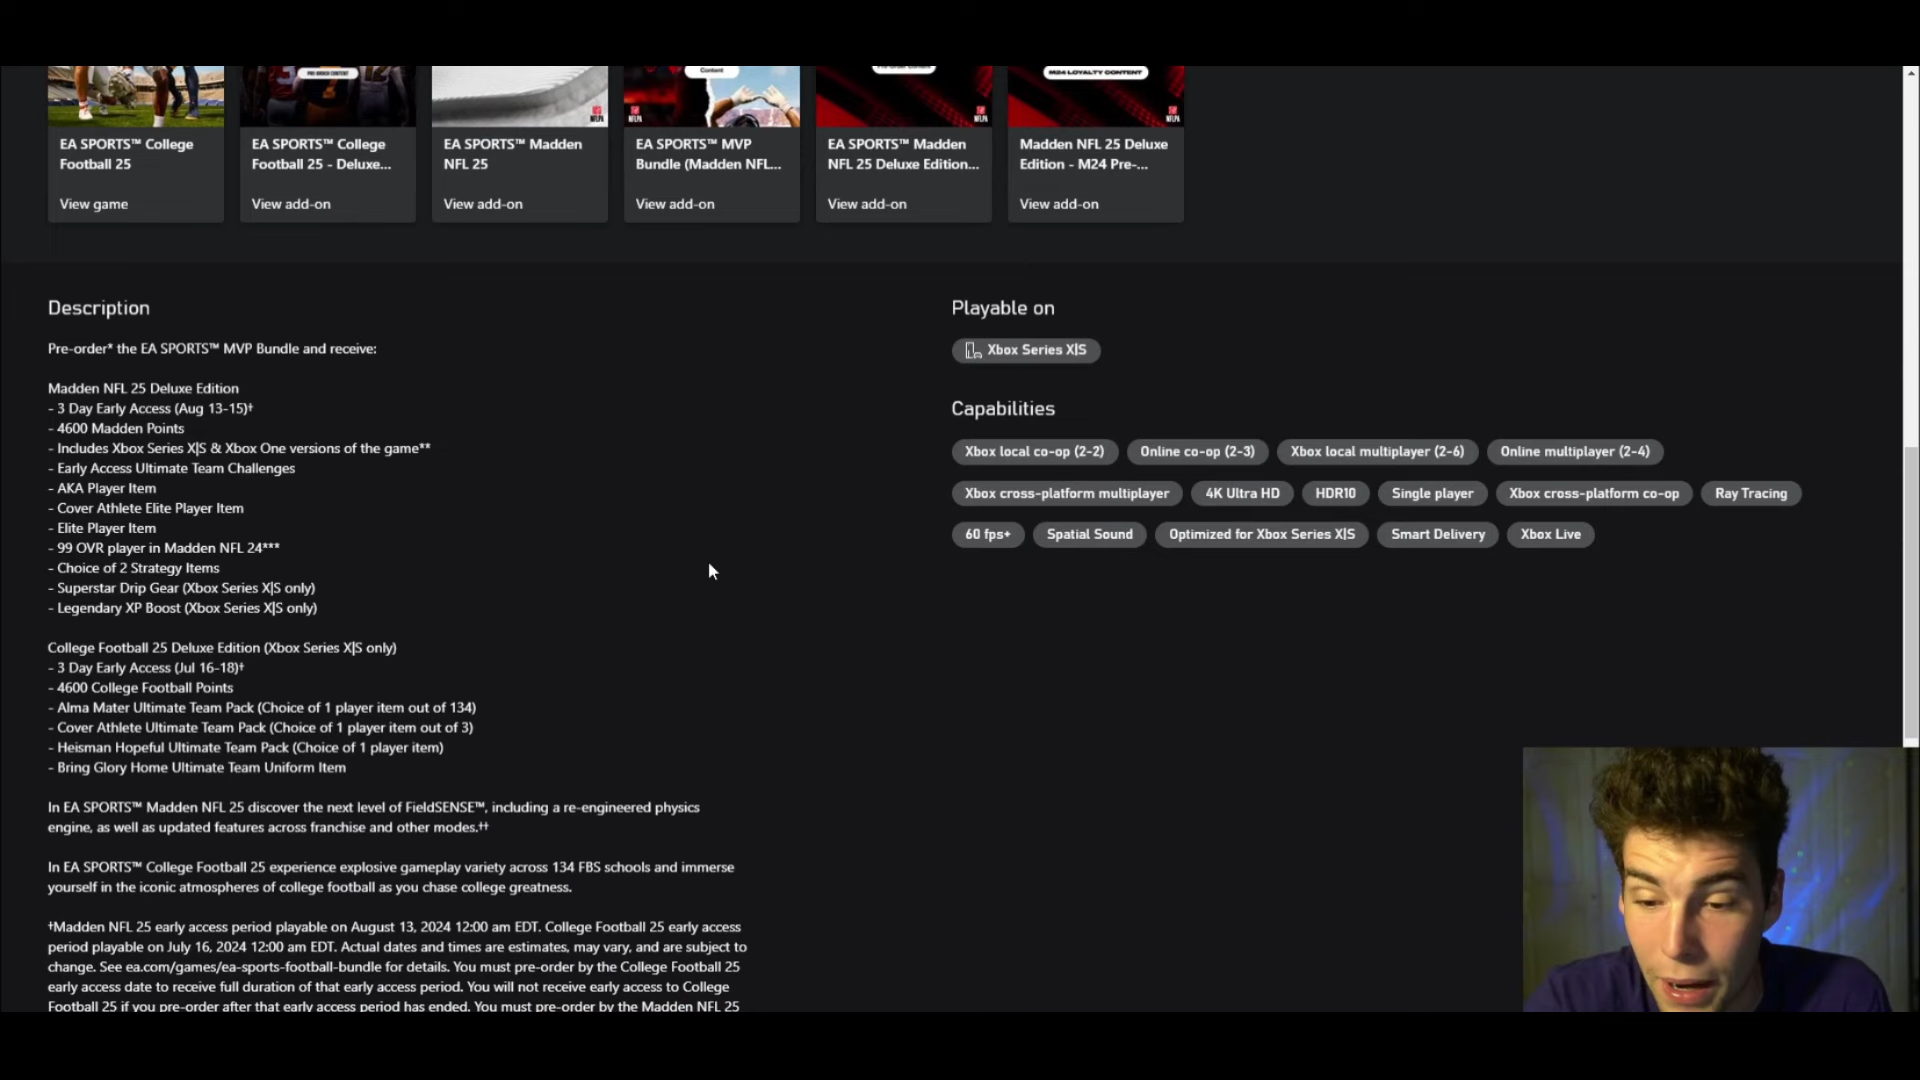 PRE-ORDER CONTENT
Content
M24 LOYALTY CONTENT
NFLPA
NFLPA
NFLPA
NFLPA
EA SPORTS™ College
Football 25
View game
EA SPORTS™ College
Football 25 - Deluxe...
View add-on
EA SPORTS™ Madden
NFL 25
View add-on
EA SPORTS™ MVP
Bundle (Madden NFL...
View add-on
EA SPORTS™ Madden
NFL 25 Deluxe Edition...
View add-on
Madden NFL 25 Deluxe
Edition - M24 Pre-...
View add-on
Description
Pre-order* the EA SPORTS™ MVP Bundle and receive:
Madden NFL 25 Deluxe Edition
- 3 Day Early Access (Aug 13-15)†
- 4600 Madden Points
- Includes Xbox Series X|S & Xbox One versions of the game**
- Early Access Ultimate Team Challenges
- AKA Player Item
- Cover Athlete Elite Player Item
- Elite Player Item
- 99 OVR player in Madden NFL 24***
- Choice of 2 Strategy Items
- Superstar Drip Gear (Xbox Series X|S only)
- Legendary XP Boost (Xbox Series X|S only)
College Football 25 Deluxe Edition (Xbox Series X|S only)
- 3 Day Early Access (Jul 16-18)†
- 4600 College Football Points
- Alma Mater Ultimate Team Pack (Choice of 1 player item out of 134)
- Cover Athlete Ultimate Team Pack (Choice of 1 player item out of 3)
- Heisman Hopeful Ultimate Team Pack (Choice of 1 player item)
- Bring Glory Home Ultimate Team Uniform Item
In EA SPORTS™ Madden NFL 25 discover the next level of FieldSENSE™, including a re-engineered physics
engine, as well as updated features across franchise and other modes.††
In EA SPORTS™ College Football 25 experience explosive gameplay variety across 134 FBS schools and immerse
yourself in the iconic atmospheres of college football as you chase college greatness.
†Madden NFL 25 early access period playable on August 13, 2024 12:00 am EDT. College Football 25 early access
period playable on July 16, 2024 12:00 am EDT. Actual dates and times are estimates, may vary, and are subject to
change. See ea.com/games/ea-sports-football-bundle for details. You must pre-order by the College Football 25
early access date to receive full duration of that early access period. You will not receive early access to College
Football 25 if you pre-order after that early access period has ended. You must pre-order by the Madden NFL 25
Playable on
Xbox Series X|S
Capabilities
Xbox local co-op (2-2)
Online co-op (2-3)
Xbox local multiplayer (2-6)
Online multiplayer (2-4)
Xbox cross-platform multiplayer
4K Ultra HD
HDR10
Single player
Xbox cross-platform co-op
Ray Tracing
60 fps+
Spatial Sound
Optimized for Xbox Series X|S
Smart Delivery
Xbox Live